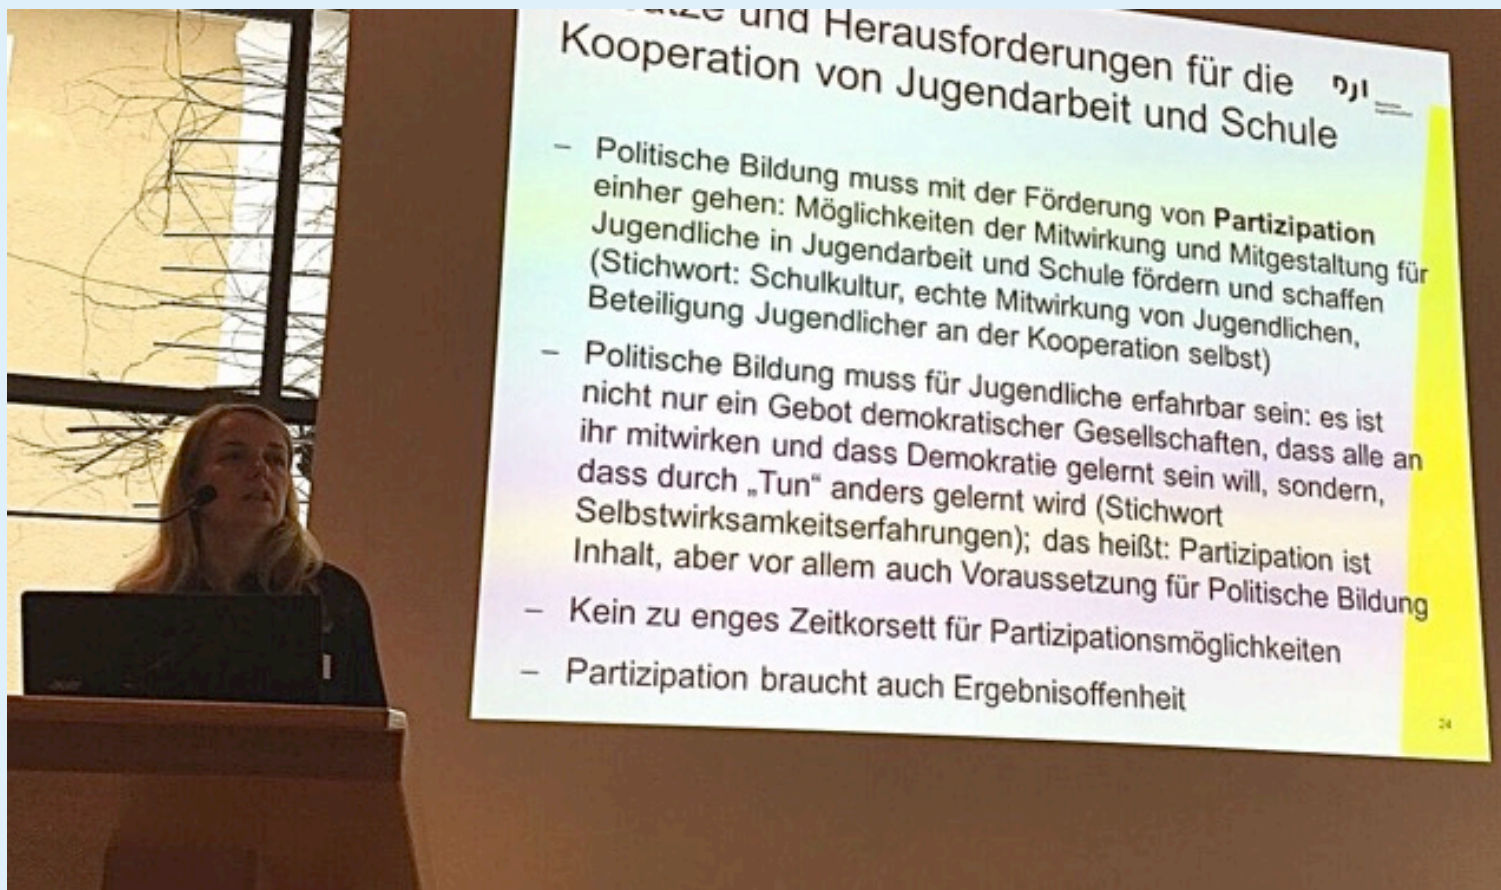 und Herausforderungen für die
Kooperation von Jugendarbeit und Schule
DJI
– Politische Bildung muss mit der Förderung von Partizipation
einher gehen: Möglichkeiten der Mitwirkung und Mitgestaltung für
Jugendliche in Jugendarbeit und Schule fördern und schaffen
(Stichwort: Schulkultur, echte Mitwirkung von Jugendlichen,
Beteiligung Jugendlicher an der Kooperation selbst)
– Politische Bildung muss für Jugendliche erfahrbar sein: es ist
nicht nur ein Gebot demokratischer Gesellschaften, dass alle an
ihr mitwirken und dass Demokratie gelernt sein will, sondern,
dass durch „Tun“ anders gelernt wird (Stichwort
Selbstwirksamkeitserfahrungen); das heißt: Partizipation ist
Inhalt, aber vor allem auch Voraussetzung für Politische Bildung
– Kein zu enges Zeitkorsett für Partizipationsmöglichkeiten
– Partizipation braucht auch Ergebnisoffenheit
24